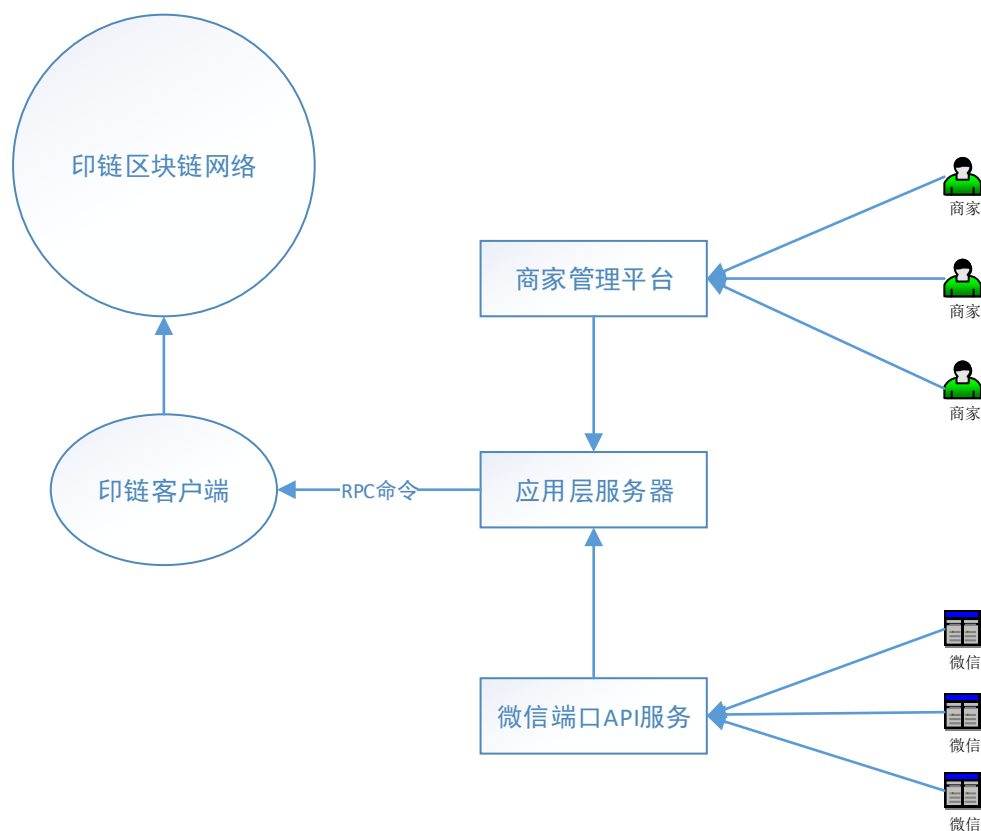 印链区块链网络
商家
商家管理平台
商家
商家
印链客户端
RPC命令
应用层服务器
微信
微信端口API服务
微信
微信